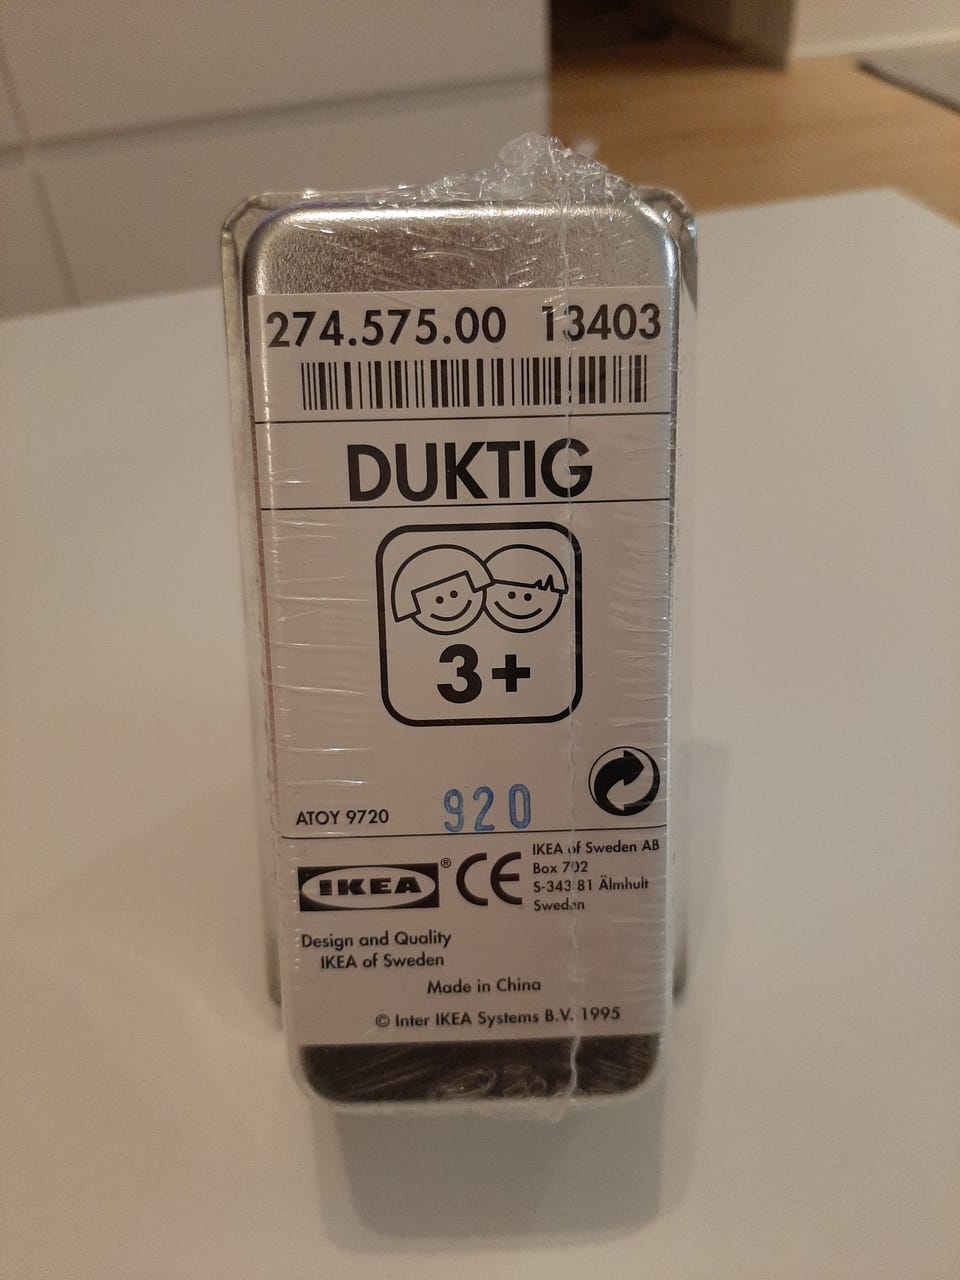 274.575.00 13403
DUKTIG
3+
ATOY 9720 920
IKEA ® CE
IKEA of Sweden AB
Box 702
S-343 81 Älmhult
Sweden
Design and Quality
IKEA of Sweden
Made in China
© Inter IKEA Systems B.V. 1995